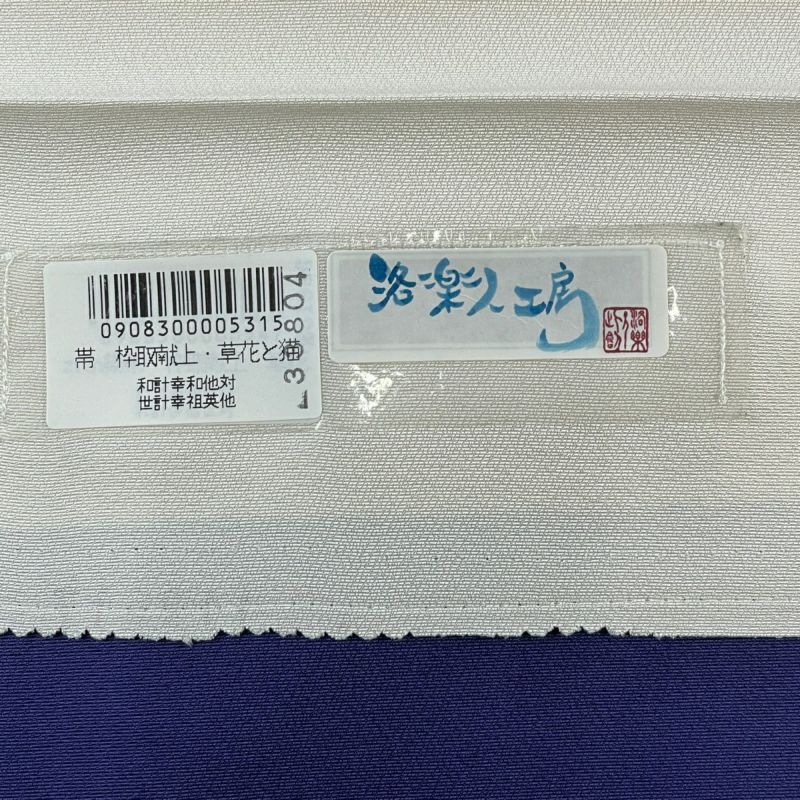 0908300005315
帯 枠取献上・草花と猫
和計幸和他対
世計幸祖英他
30804
洛楽人工房